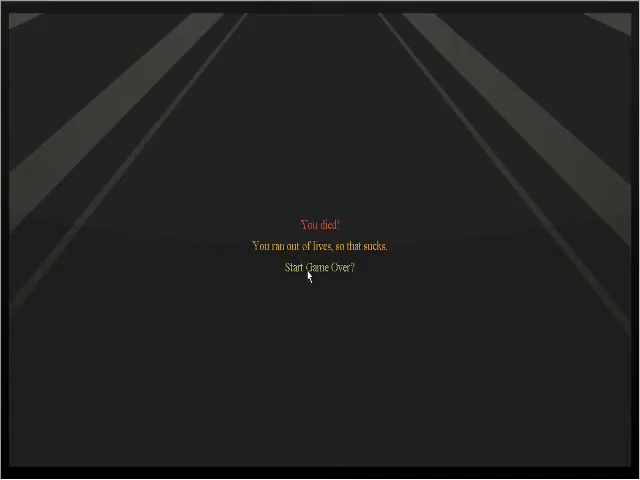 You died!
You ran out of lives, so that sucks.
Start Game Over?